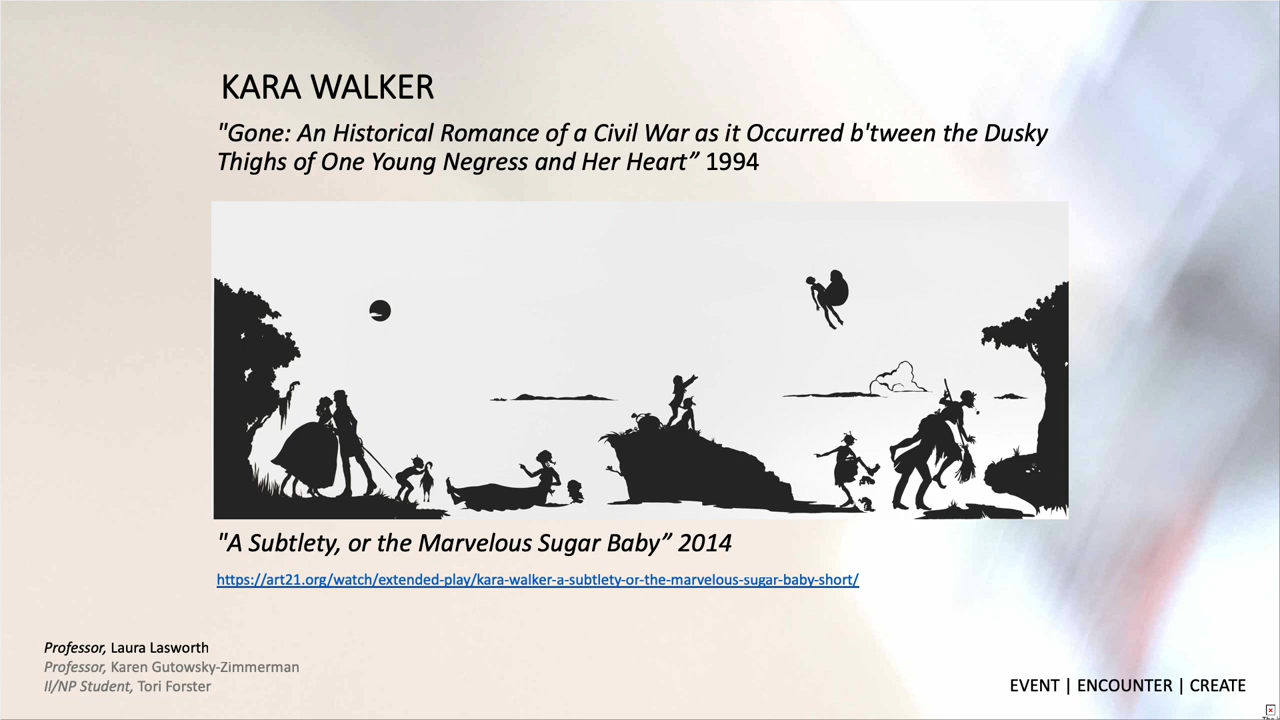 KARA WALKER
"Gone: An Historical Romance of a Civil War as it Occurred b'tween the Dusky
Thighs of One Young Negress and Her Heart” 1994
"A Subtlety, or the Marvelous Sugar Baby” 2014
https://art21.org/watch/extended-play/kara-walker-a-subtlety-or-the-marvelous-sugar-baby-short/
Professor, Laura Lasworth
Professor, Karen Gutowsky-Zimmerman
II/NP Student, Tori Forster
EVENT | ENCOUNTER | CREATE